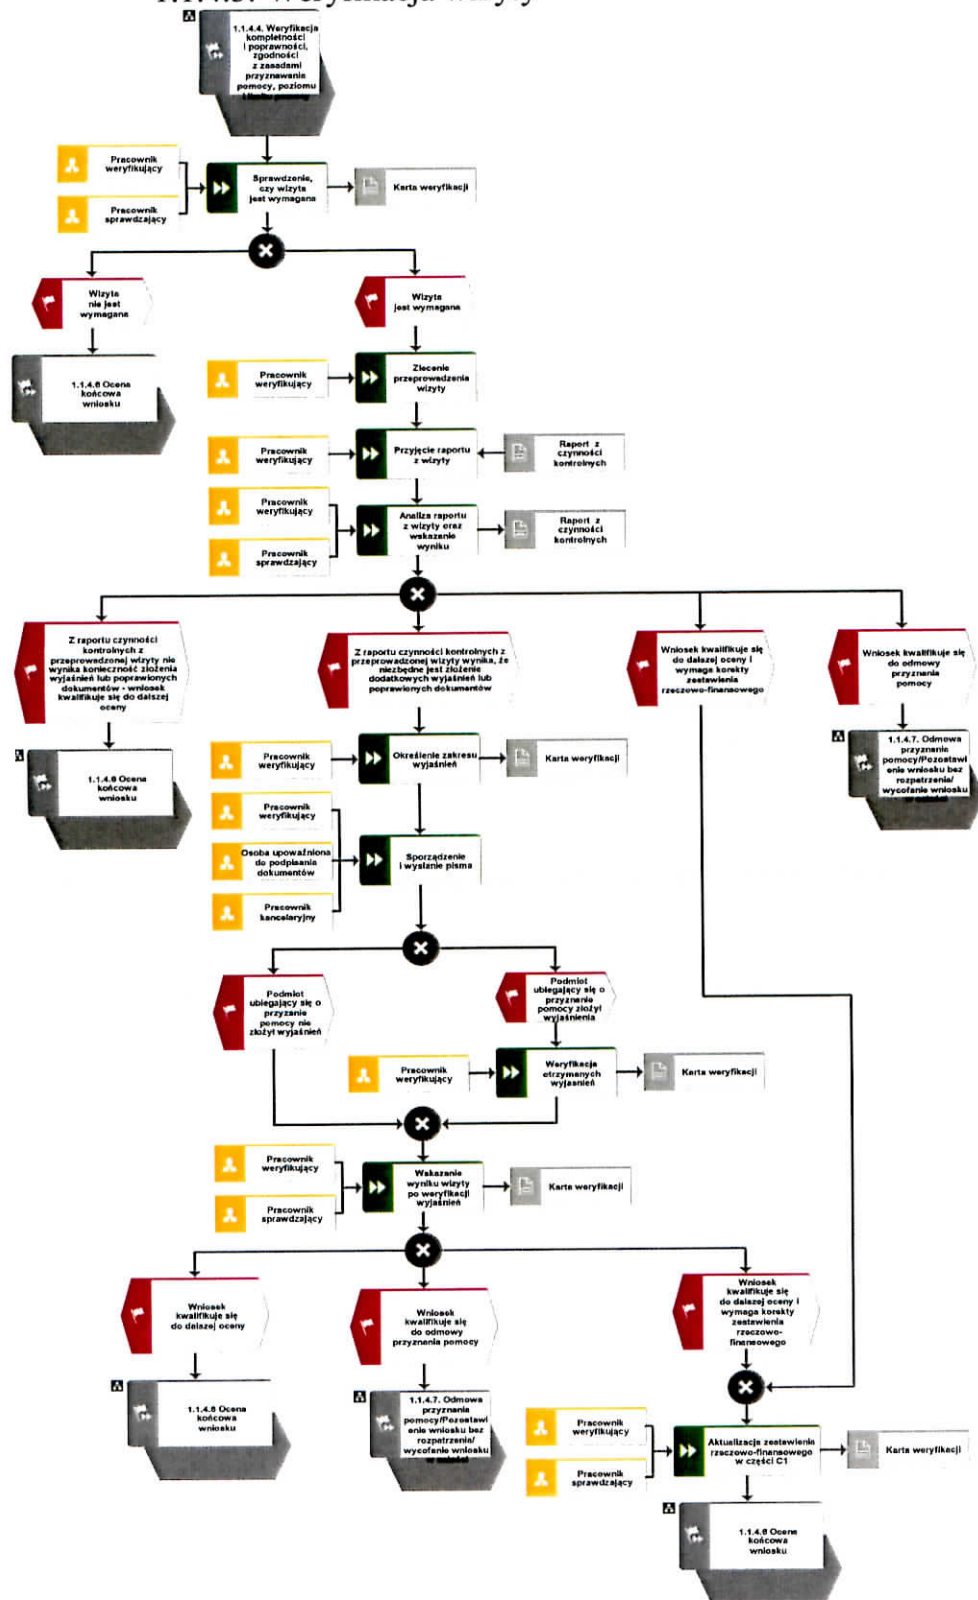 1.1.4.5. Weryfikacja wizyty
1.1.4.4. Weryfikacja
kompletności
i poprawności,
zgodności
z zasadami
przyznawania
pomocy, poziomu
Pracownik
weryfikujący
Pracownik
sprawdzający
Sprawdzenie,
czy wizyta
jest wymagana
Karta weryfikacji
Wizyta
nie jest
wymagana
Wizyta
jest wymagana
1.1.4.6 Ocena
końcowa
wniosku
Pracownik
weryfikujący
Zlecenie
przeprowadzenia
wizyty
Pracownik
weryfikujący
Przyjęcie raportu
z wizyty
Raport z
czynności
kontrolnych
Pracownik
weryfikujący
Pracownik
sprawdzający
Analiza raportu
z wizyty oraz
wskazanie
wyniku
Raport z
czynności
kontrolnych
Z raportu czynności
kontrolnych z
przeprowadzonej wizyty nie
wynika konieczność złożenia
wyjaśnień lub poprawionych
dokumentów - wniosek
kwalifikuje się do dalszej
oceny
Z raportu czynności kontrolnych z
przeprowadzonej wizyty wynika, że
niezbędne jest złożenie
dodatkowych wyjaśnień lub
poprawionych dokumentów
Wniosek kwalifikuje się
do dalszej oceny i
wymaga korekty
zestawienia
rzeczowo-finansowego
Wniosek kwalifikuje się
do odmowy
przyznania
pomocy
1.1.4.6 Ocena
końcowa
wniosku
Pracownik
weryfikujący
Określenie zakresu
wyjaśnień
Karta weryfikacji
1.1.4.7. Odmowa
przyznania
pomocy/Pozostawi
enie wniosku bez
rozpatrzenia/
wycofanie wniosku
Pracownik
weryfikujący
Osoba upoważniona
do podpisania
dokumentów
Pracownik
kancelaryjny
Sporządzenie
i wysłanie pisma
Podmiot
ubiegający się o
przyzanie
pomocy nie
złożył wyjaśnień
Podmiot
ubiegający się o
przyznanie
pomocy złożył
wyjaśnienia
Pracownik
weryfikujący
Weryfikacja
otrzymanych
wyjaśnień
Karta weryfikacji
Pracownik
weryfikujący
Pracownik
sprawdzający
Wskazanie
wyniku wizyty
po weryfikacji
wyjaśnień
Karta weryfikacji
Wniosek
kwalifikuje się
do dalszej oceny
Wniosek
kwalifikuje się
do odmowy
przyznania pomocy
Wniosek
kwalifikuje się
do dalszej oceny i
wymaga korekty
zestawienia
rzeczowo-
finansowego
1.1.4.6 Ocena
końcowa
wniosku
1.1.4.7. Odmowa
przyznania
pomocy/Pozostawi
enie wniosku bez
rozpatrzenia/
wycofanie wniosku
Pracownik
weryfikujący
Pracownik
sprawdzający
Aktualizacja zestawienia
rzeczowo-finansowego
w części C1
Karta weryfikacji
1.1.4.6 Ocena
końcowa
wniosku